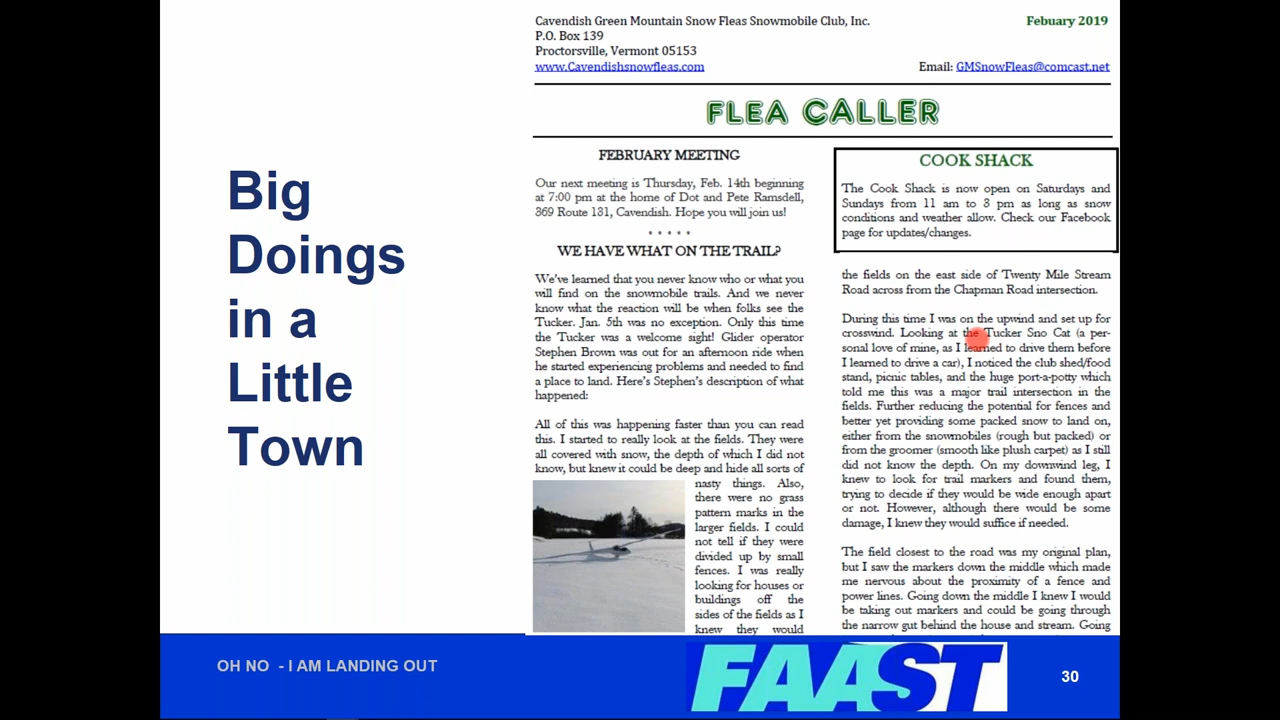 Big
Doings
in a
Little
Town
Cavendish Green Mountain Snow Fleas Snowmobile Club, Inc.
Febuary 2019
P.O. Box 139
Proctorsville, Vermont 05153
www.Cavendishsnowfleas.com
Email: GMSnowFleas@comcast.net
FLEA CALLER
FEBRUARY MEETING
Our next meeting is Thursday, Feb. 14th beginning
at 7:00 pm at the home of Dot and Pete Ramsdell,
369 Route 131, Cavendish. Hope you will join us!
* * * * *
WE HAVE WHAT ON THE TRAIL?
We've learned that you never know who or what you
will find on the snowmobile trails. And we never
know what the reaction will be when folks see the
Tucker. Jan. 5th was no exception. Only this time
the Tucker was a welcome sight! Glider operator
Stephen Brown was out for an afternoon ride when
he started experiencing problems and needed to find
a place to land. Here's Stephen's description of what
happened:
All of this was happening faster than you can read
this. I started to really look at the fields. They were
all covered with snow, the depth of which I did not
know, but knew it could be deep and hide all sorts of
nasty things. Also,
there were no grass
pattern marks in the
larger fields. I could
not tell if they were
divided up by small
fences. I was really
looking for houses or
buildings off the
sides of the fields as I
knew they would
COOK SHACK
The Cook Shack is now open on Saturdays and
Sundays from 11 am to 3 pm as long as snow
conditions and weather allow. Check our Facebook
page for updates/changes.
the fields on the east side of Twenty Mile Stream
Road across from the Chapman Road intersection.
During this time I was on the upwind and set up for
crosswind. Looking at the Tucker Sno Cat (a per-
sonal love of mine, as I learned to drive them before
I learned to drive a car), I noticed the club shed/food
stand, picnic tables, and the huge port-a-potty which
told me this was a major trail intersection in the
fields. Further reducing the potential for fences and
better yet providing some packed snow to land on,
either from the snowmobiles (rough but packed) or
from the groomer (smooth like plush carpet) as I still
did not know the depth. On my downwind leg, I
knew to look for trail markers and found them,
trying to decide if they would be wide enough apart
or not. However, although there would be some
damage, I knew they would suffice if needed.
The field closest to the road was my original plan,
but I saw the markers down the middle which made
me nervous about the proximity of a fence and
power lines. Going down the middle I knew I would
be taking out markers and could be going through
the narrow gut behind the house and stream. Going
OH NO - I AM LANDING OUT
FAAST
30